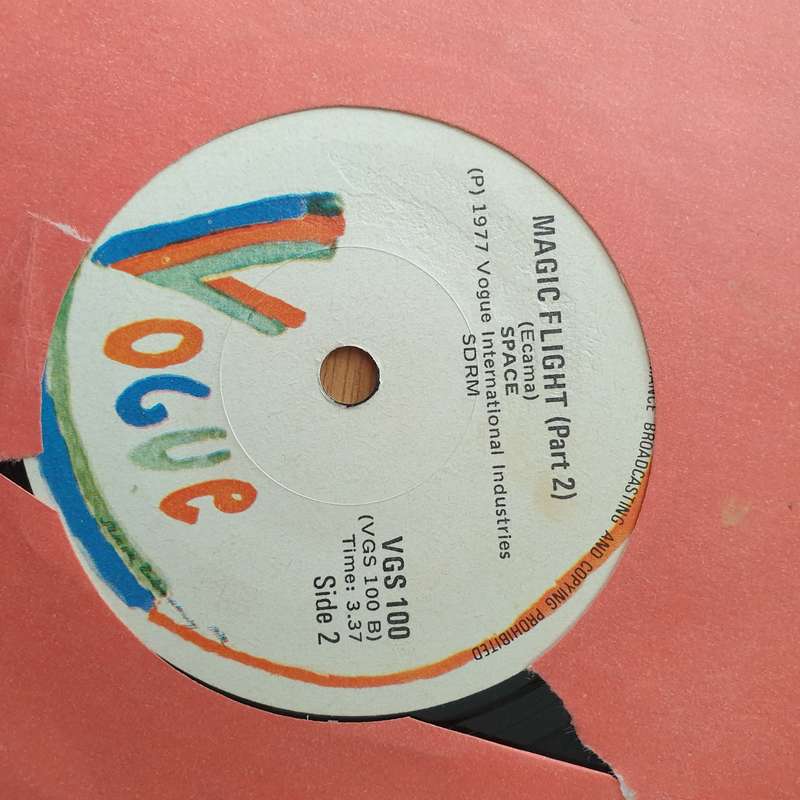 VOGUE
VGS 100
(VGS 100 B)
Time: 3.37
Side 2
MAGIC FLIGHT (Part 2)
(Ecama)
SPACE
(P) 1977 Vogue International Industries
SDRM
BROADCASTING AND COPYING PROHIBITED